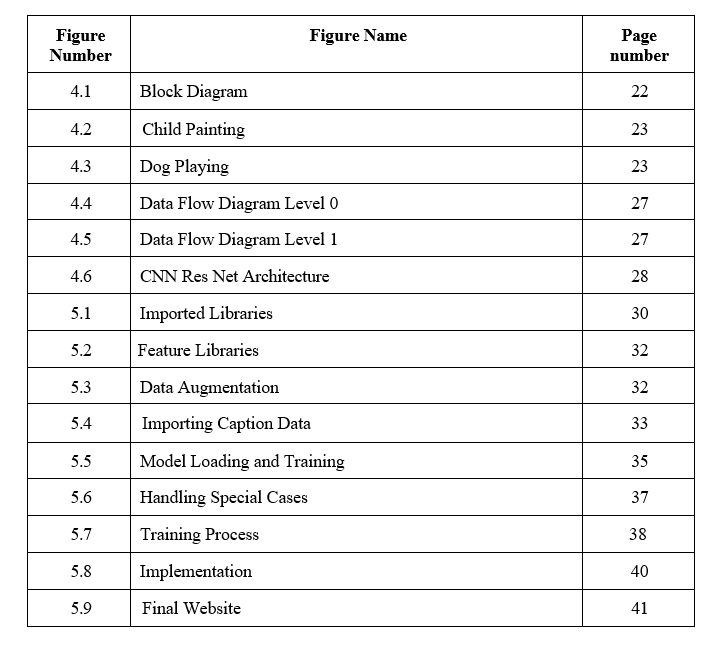 Figure Number Figure Name Page number
4.1 Block Diagram 22
4.2 Child Painting 23
4.3 Dog Playing 23
4.4 Data Flow Diagram Level 0 27
4.5 Data Flow Diagram Level 1 27
4.6 CNN Res Net Architecture 28
5.1 Imported Libraries 30
5.2 Feature Libraries 32
5.3 Data Augmentation 32
5.4 Importing Caption Data 33
5.5 Model Loading and Training 35
5.6 Handling Special Cases 37
5.7 Training Process 38
5.8 Implementation 40
5.9 Final Website 41